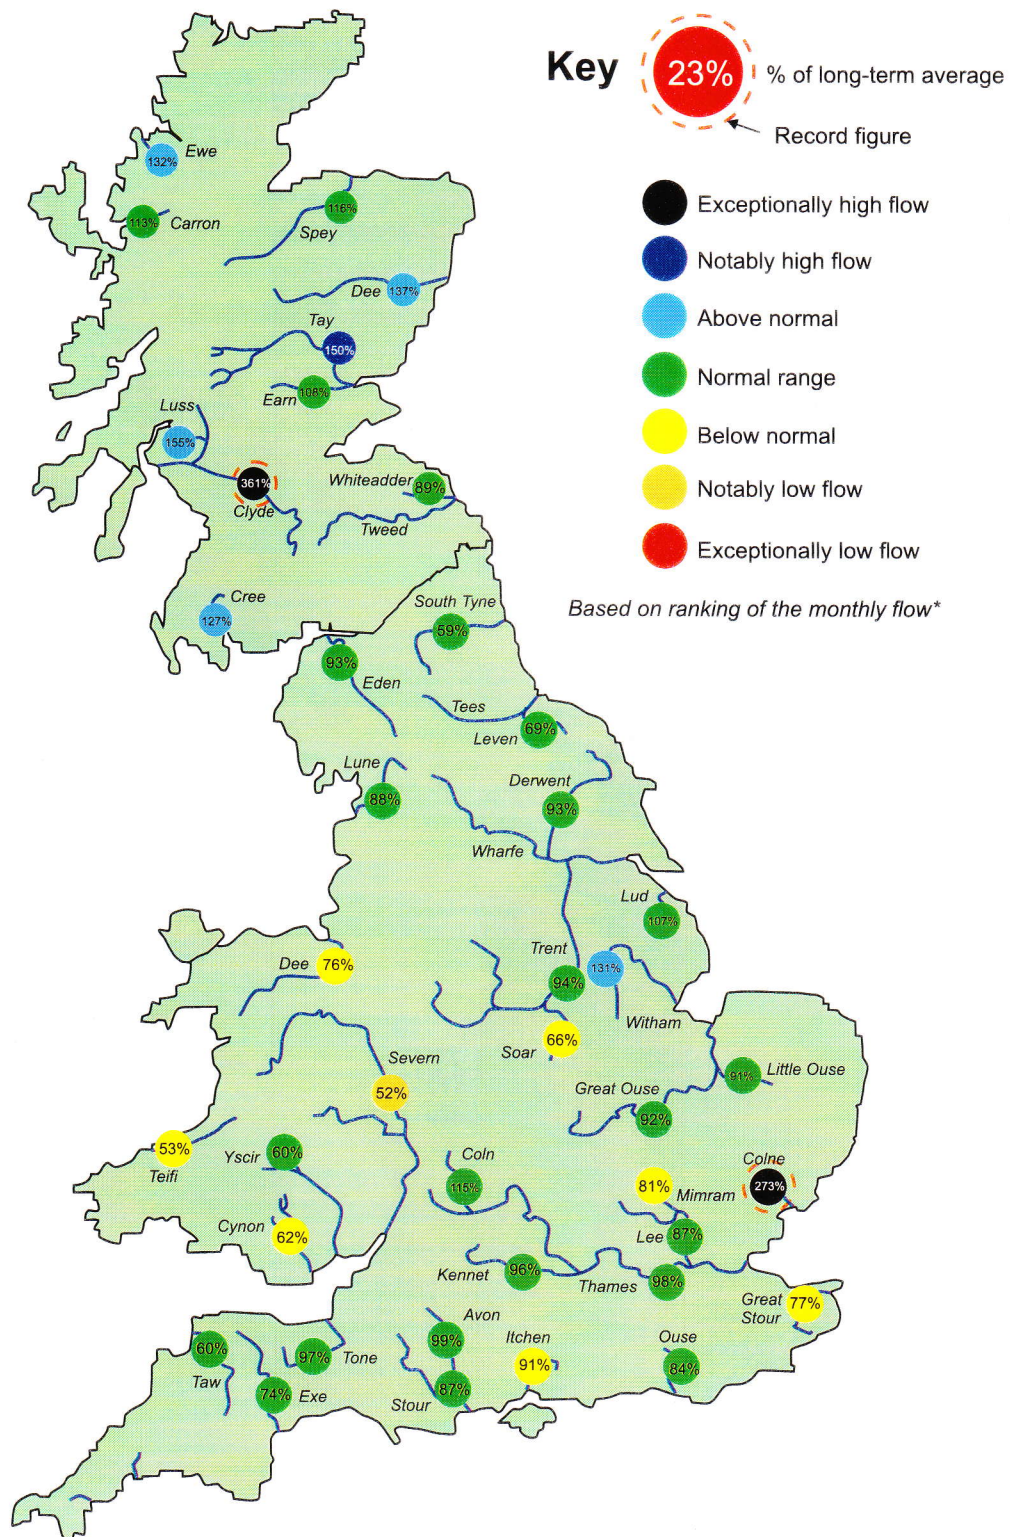 Key
23%
% of long-term average
Record figure
Exceptionally high flow
Notably high flow
Above normal
Normal range
Below normal
Notably low flow
Exceptionally low flow
Based on ranking of the monthly flow*
Ewe
132%
113%
Carron
116%
Spey
Dee
137%
Tay
150%
Earn
108%
Luss
155%
361%
Clyde
Whiteadder
89%
Tweed
Cree
127%
South Tyne
59%
93%
Eden
Tees
Leven
69%
Lune
88%
Derwent
93%
Wharfe
Lud
107%
Trent
94%
131%
Witham
Dee
76%
Soar
66%
Severn
52%
Little Ouse
91%
Great Ouse
92%
53%
Teifi
Yscir
60%
Coln
115%
Colne
273%
81%
Mimram
Cynon
62%
Lee
87%
Kennet
96%
Thames
98%
Great
Stour
77%
Avon
99%
Itchen
91%
Ouse
84%
60%
Taw
97%
Tone
74%
Exe
Stour
87%